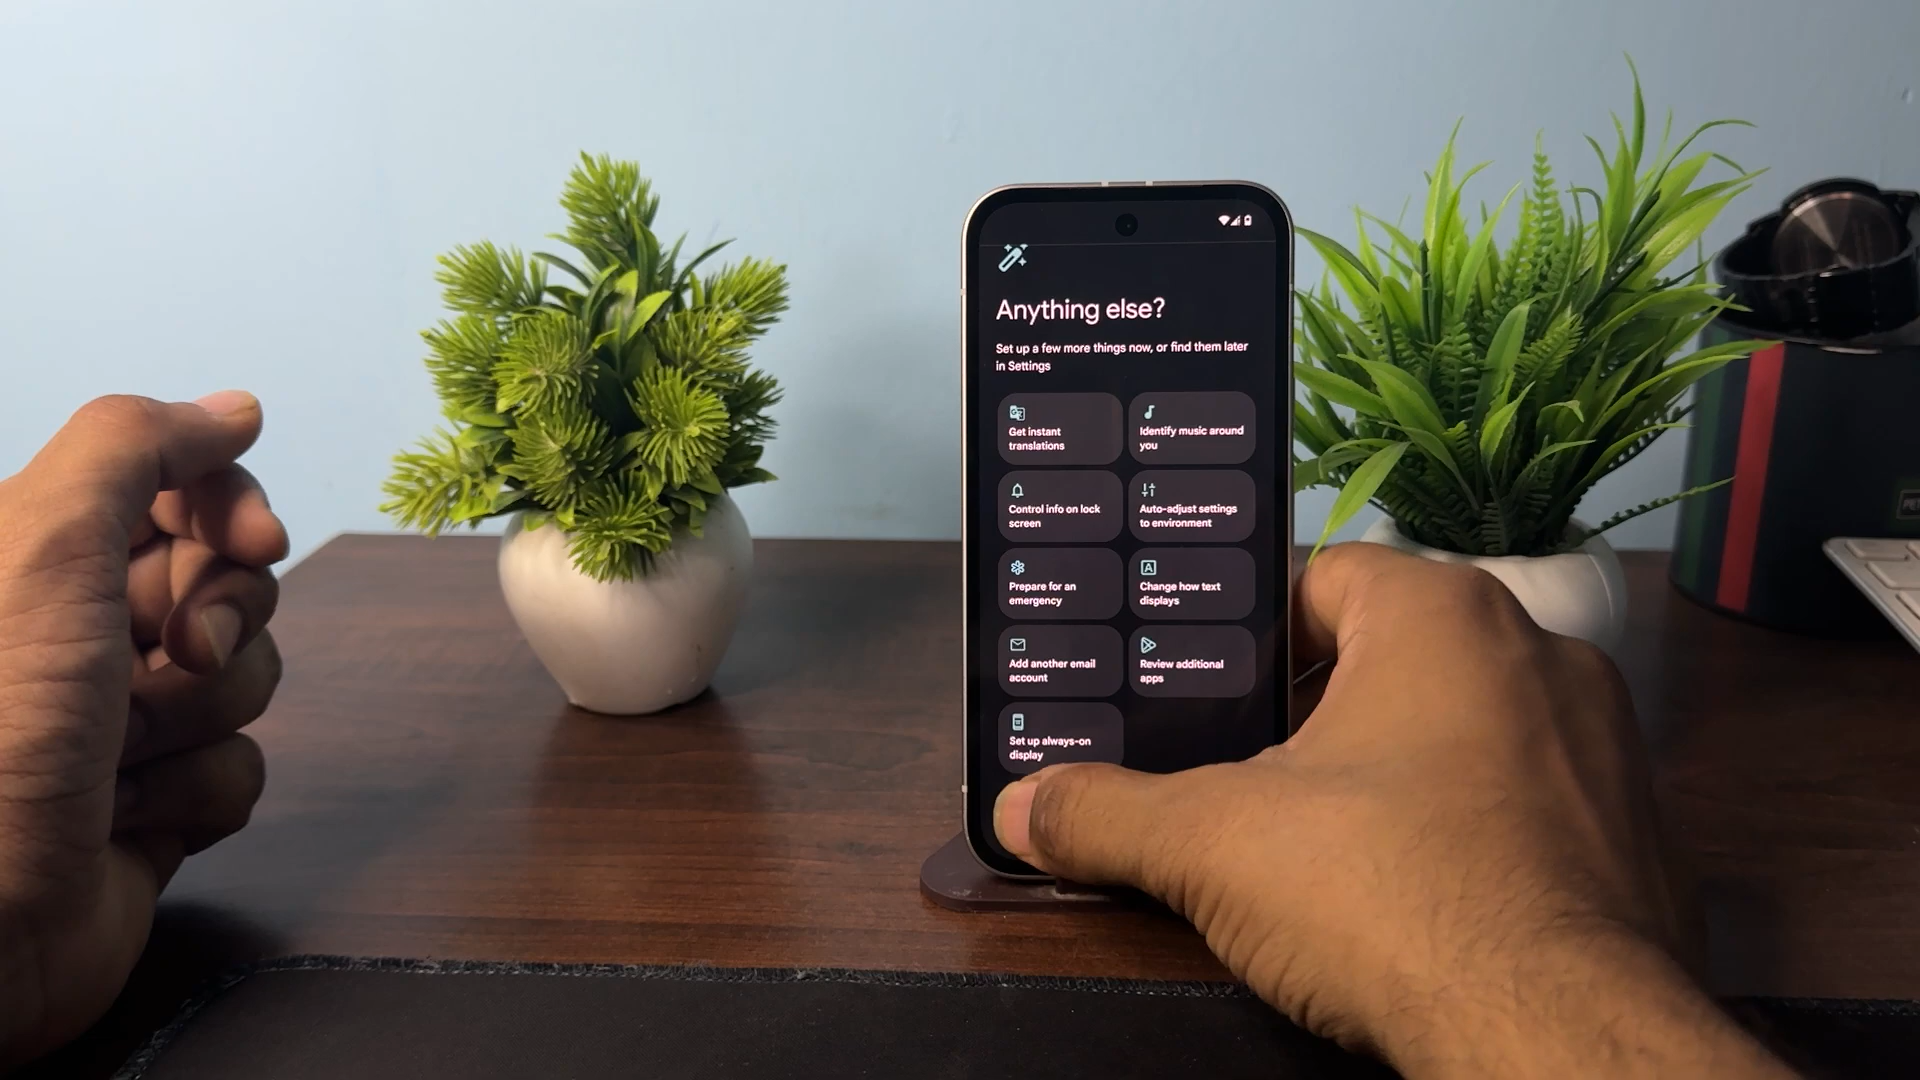 Anything else?
Set up a few more things now, or find them later
in Settings
Get instant
translations
Identify music around
you
Control info on lock
screen
Auto-adjust settings
to environment
Prepare for an
emergency
Change how text
displays
Add another email
account
Review additional
apps
Set up always-on
display